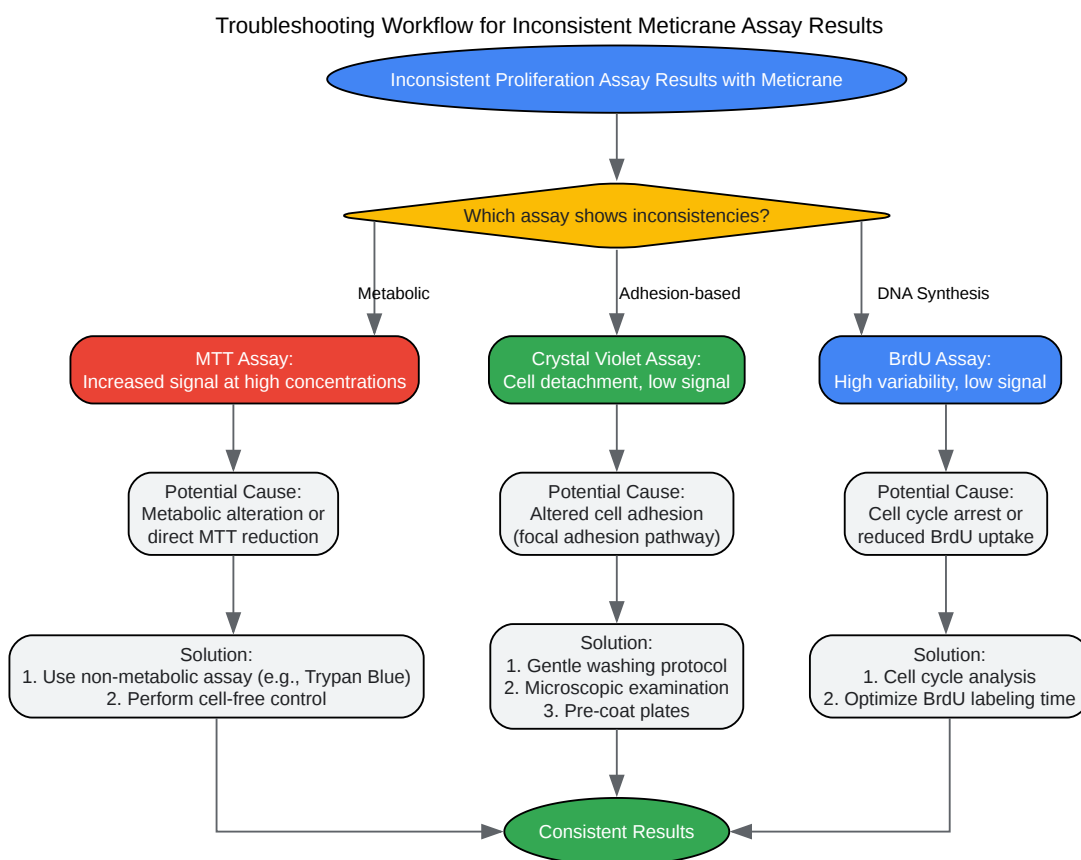 Troubleshooting Workflow for Inconsistent Meticrane Assay Results
Inconsistent Proliferation Assay Results with Meticrane
Which assay shows inconsistencies?
Metabolic
Adhesion-based
DNA Synthesis
MTT Assay:
Increased signal at high concentrations
Crystal Violet Assay:
Cell detachment, low signal
BrdU Assay:
High variability, low signal
Potential Cause:
Metabolic alteration or
direct MTT reduction
Potential Cause:
Altered cell adhesion
(focal adhesion pathway)
Potential Cause:
Cell cycle arrest or
reduced BrdU uptake
Solution:
1. Use non-metabolic assay (e.g., Trypan Blue)
2. Perform cell-free control
Solution:
1. Gentle washing protocol
2. Microscopic examination
3. Pre-coat plates
Solution:
1. Cell cycle analysis
2. Optimize BrdU labeling time
Consistent Results